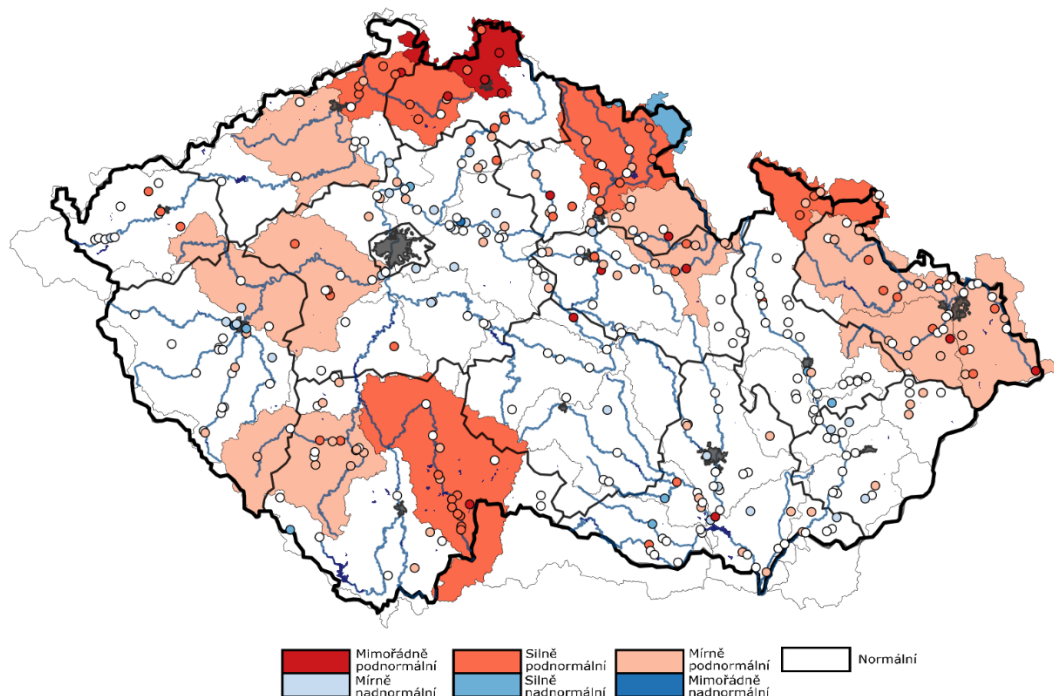 Mimořádně
podnormální
Silně
podnormální
Mírně
podnormální
Normální
Mírně
nadnormální
Silně
nadnormální
Mimořádně
nadnormální